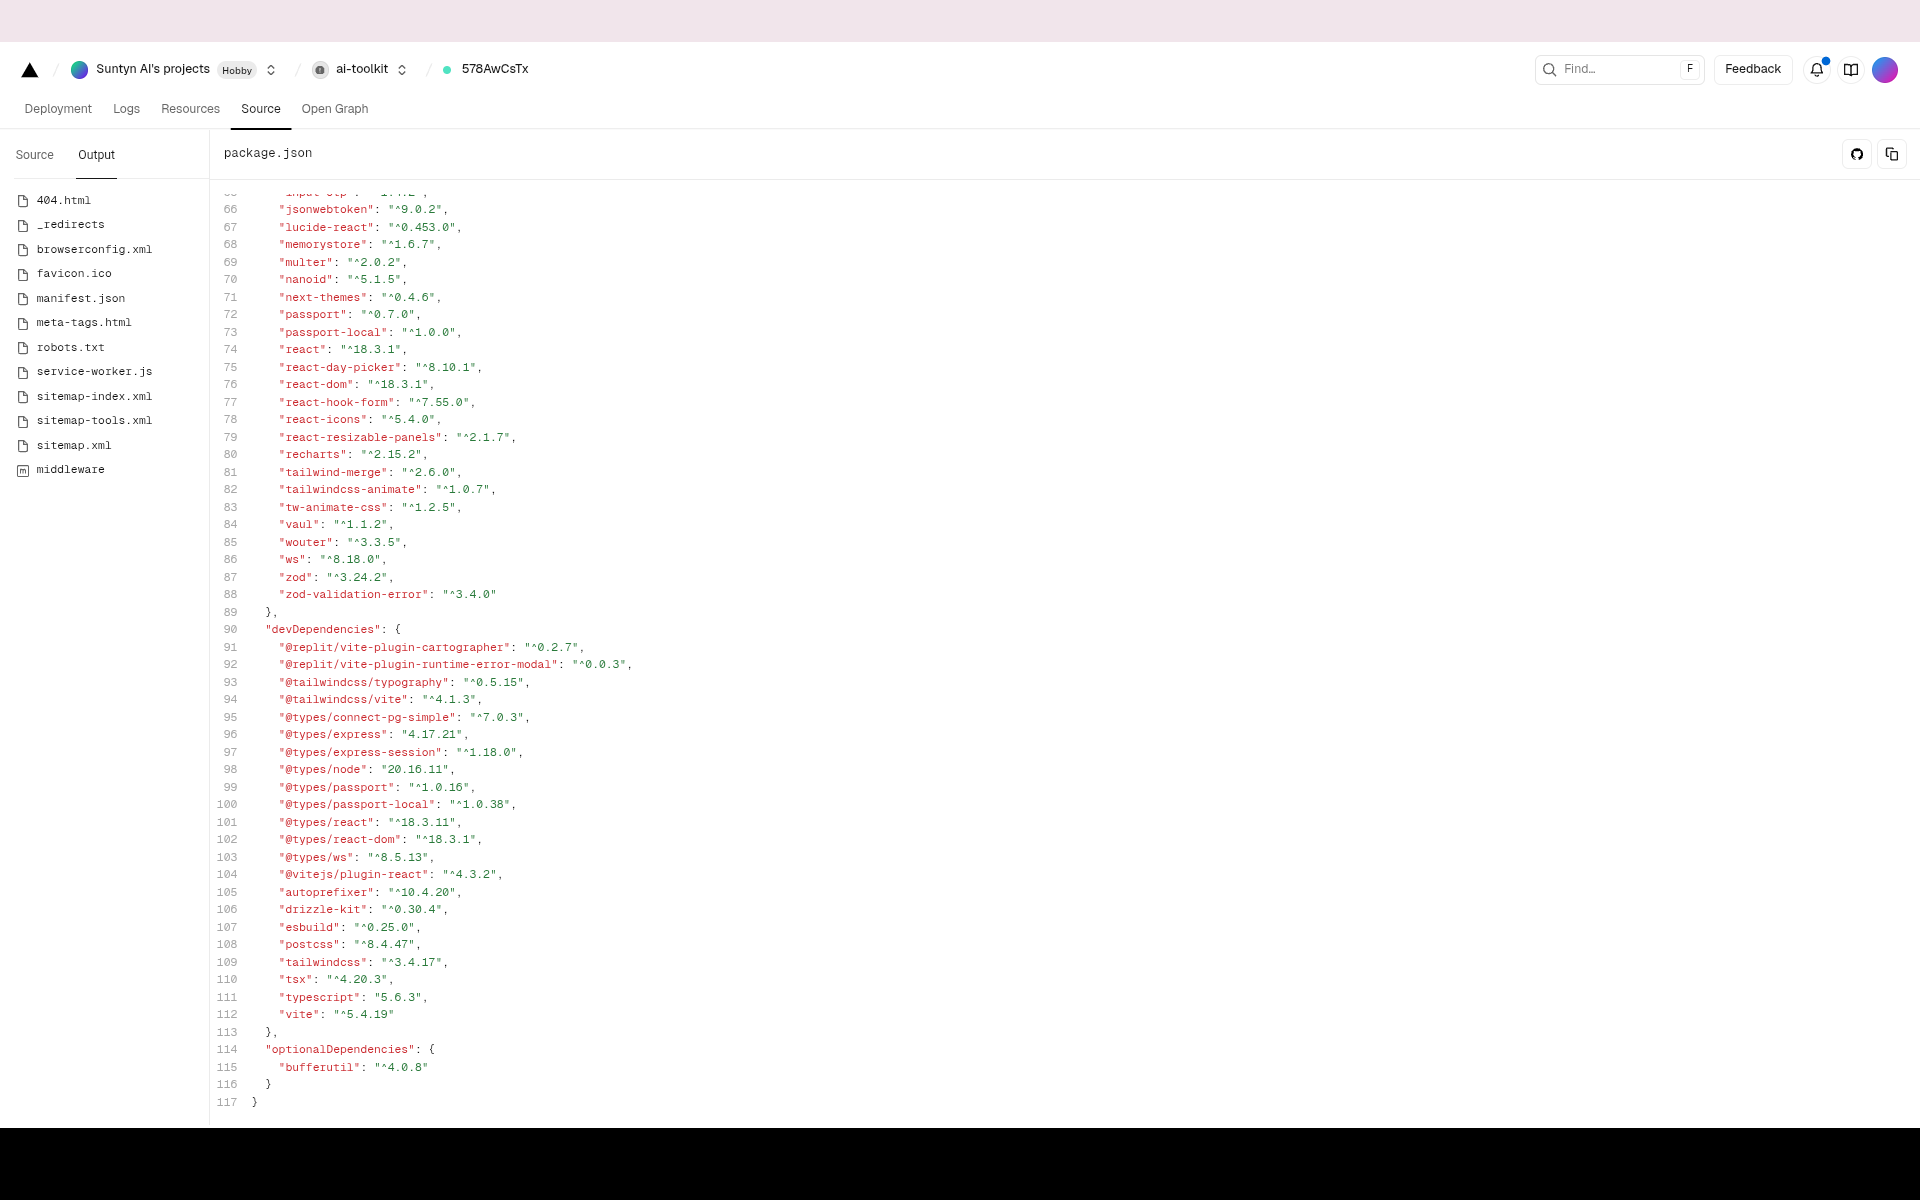 Suntyn AI's projects Hobby ai-toolkit 578AwCsTx
Find... F Feedback
Deployment Logs Resources Source Open Graph
Source Output
package.json
404.html
_redirects
browserconfig.xml
favicon.ico
manifest.json
meta-tags.html
robots.txt
service-worker.js
sitemap-index.xml
sitemap-tools.xml
sitemap.xml
middleware
66 "jsonwebtoken": "^9.0.2",
67 "lucide-react": "^0.453.0",
68 "memorystore": "^1.6.7",
69 "multer": "^2.0.2",
70 "nanoid": "^5.1.5",
71 "next-themes": "^0.4.6",
72 "passport": "^0.7.0",
73 "passport-local": "^1.0.0",
74 "react": "^18.3.1",
75 "react-day-picker": "^8.10.1",
76 "react-dom": "^18.3.1",
77 "react-hook-form": "^7.55.0",
78 "react-icons": "^5.4.0",
79 "react-resizable-panels": "^2.1.7",
80 "recharts": "^2.15.2",
81 "tailwind-merge": "^2.6.0",
82 "tailwindcss-animate": "^1.0.7",
83 "tw-animate-css": "^1.2.5",
84 "vaul": "^1.1.2",
85 "wouter": "^3.3.5",
86 "ws": "^8.18.0",
87 "zod": "^3.24.2",
88 "zod-validation-error": "^3.4.0"
89 },
90 "devDependencies": {
91 "@replit/vite-plugin-cartographer": "^0.2.7",
92 "@replit/vite-plugin-runtime-error-modal": "^0.0.3",
93 "@tailwindcss/typography": "^0.5.15",
94 "@tailwindcss/vite": "^4.1.3",
95 "@types/connect-pg-simple": "^7.0.3",
96 "@types/express": "4.17.21",
97 "@types/express-session": "^1.18.0",
98 "@types/node": "20.16.11",
99 "@types/passport": "^1.0.16",
100 "@types/passport-local": "^1.0.38",
101 "@types/react": "^18.3.11",
102 "@types/react-dom": "^18.3.1",
103 "@types/ws": "^8.5.13",
104 "@vitejs/plugin-react": "^4.3.2",
105 "autoprefixer": "^10.4.20",
106 "drizzle-kit": "^0.30.4",
107 "esbuild": "^0.25.0",
108 "postcss": "^8.4.47",
109 "tailwindcss": "^3.4.17",
110 "tsx": "^4.20.3",
111 "typescript": "5.6.3",
112 "vite": "^5.4.19"
113 },
114 "optionalDependencies": {
115 "bufferutil": "^4.0.8"
116 }
117 }